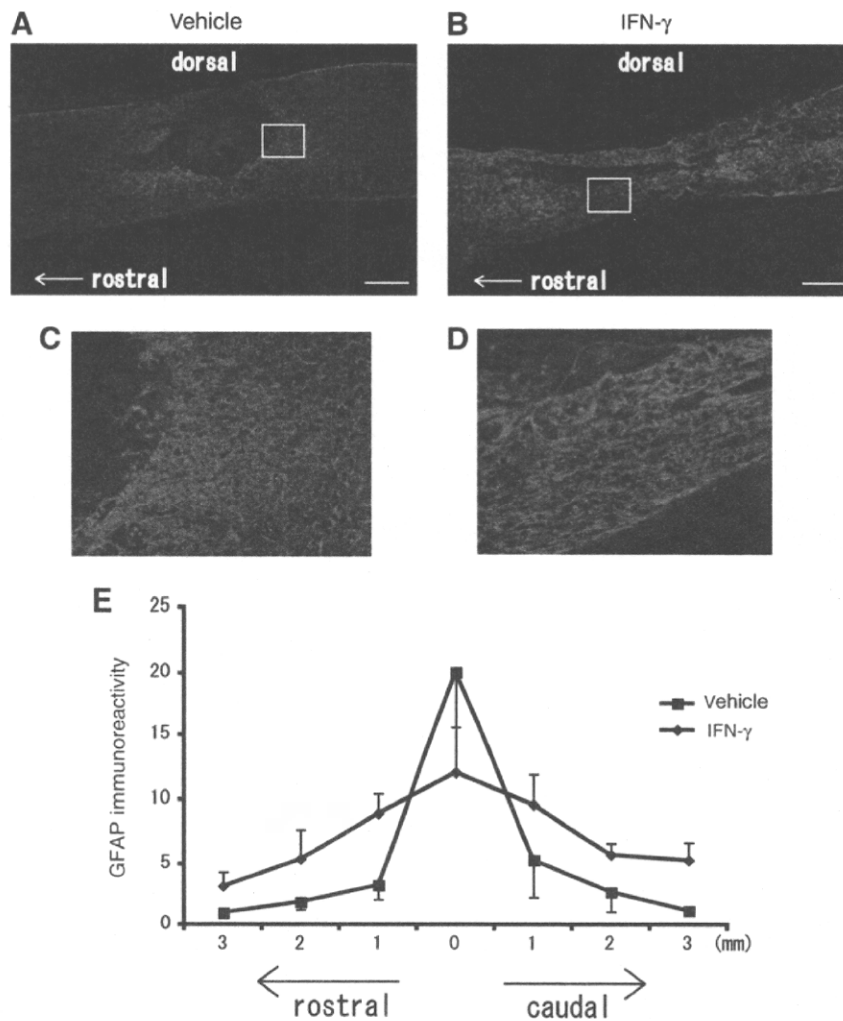 A Vehicle
B IFN-γ
dorsal
dorsal
← rostral
← rostral
C
D
E
GFAP immunoreactivity
25
20
15
10
5
0
3 2 1 0 1 2 3 (mm)
rostral
caudal
Vehicle
IFN-γ